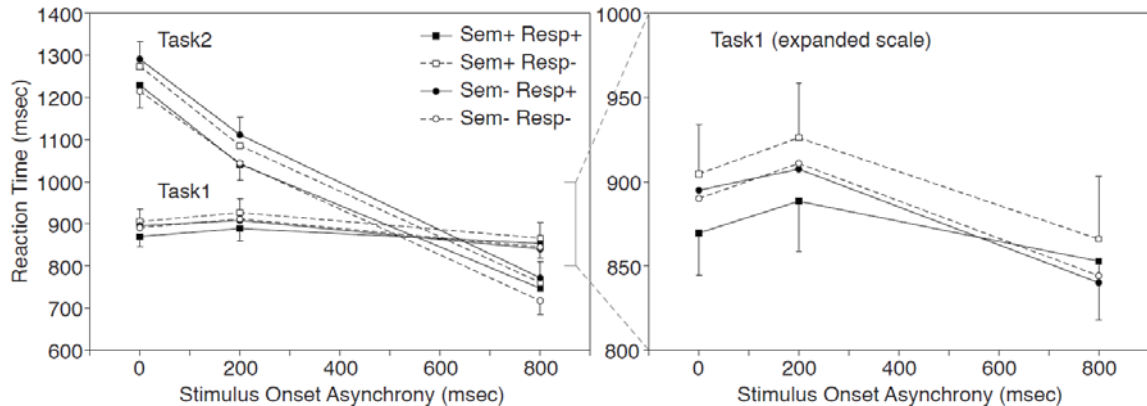 1400
1300
1200
1100
1000
900
800
700
600
Reaction Time (msec)
Task2
Task1
Sem+ Resp+
Sem+ Resp-
Sem- Resp+
Sem- Resp-
0
200
400
600
800
Stimulus Onset Asynchrony (msec)
1000
950
900
850
800
Task1 (expanded scale)
0
200
400
600
800
Stimulus Onset Asynchrony (msec)